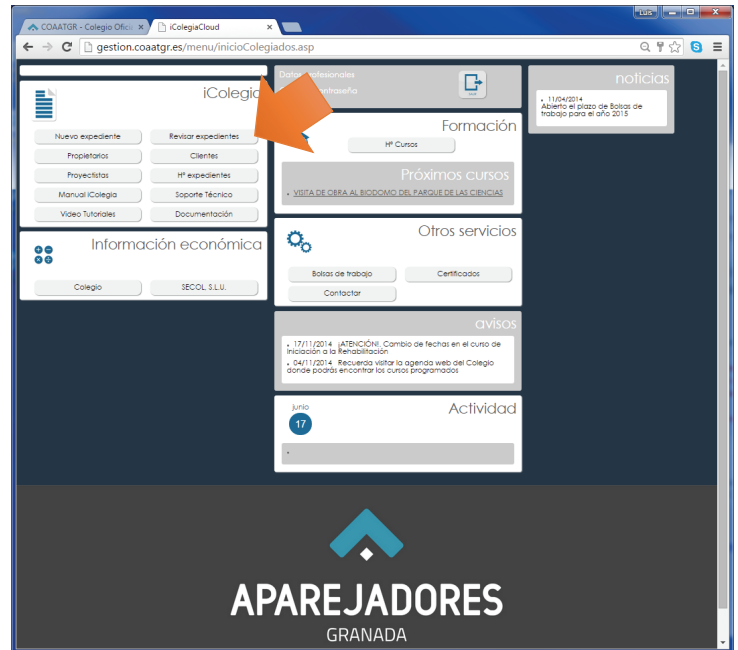 COAATGR - Colegio Oficia
iColegiaCloud
LUIS
gestion.coaatgr.es/menu/inicioColegiados.asp
iColegia
Nuevo expediente
Revisar expedientes
Propietarios
Clientes
Proyectistas
Hº expedientes
Manual iColegia
Soporte Técnico
Video Tutoriales
Documentación
Información económica
Colegio
SECOL S.L.U.
Datos profesionales
contraseña
Formación
Hº Cursos
Próximos cursos
VISITA DE OBRA AL BIODOMO DEL PARQUE DE LAS CIENCIAS
Otros servicios
Bolsas de trabajo
Certificados
Contactar
avisos
17/11/2014 ¡ATENCIÓN!. Cambio de fechas en el curso de
Iniciación a la Rehabilitación
04/11/2014 Recuerda visitar la agenda web del Colegio
donde podrás encontrar los cursos programados
junio
17
Actividad
noticias
11/04/2014
Abierto el plazo de Bolsas de
trabajo para el año 2015
APAREJADORES
GRANADA